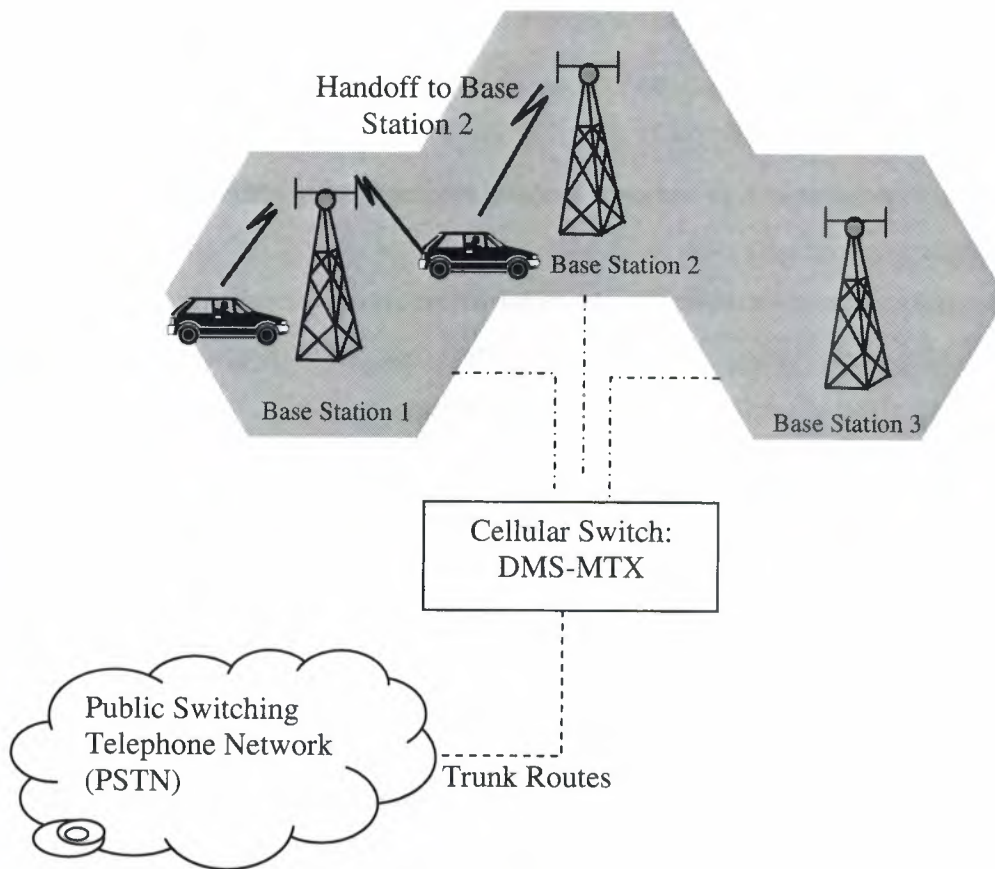 Handoff to Base
Station 2
Base Station 2
Base Station 1
Base Station 3
Cellular Switch:
DMS-MTX
Public Switching
Telephone Network
(PSTN)
Trunk Routes